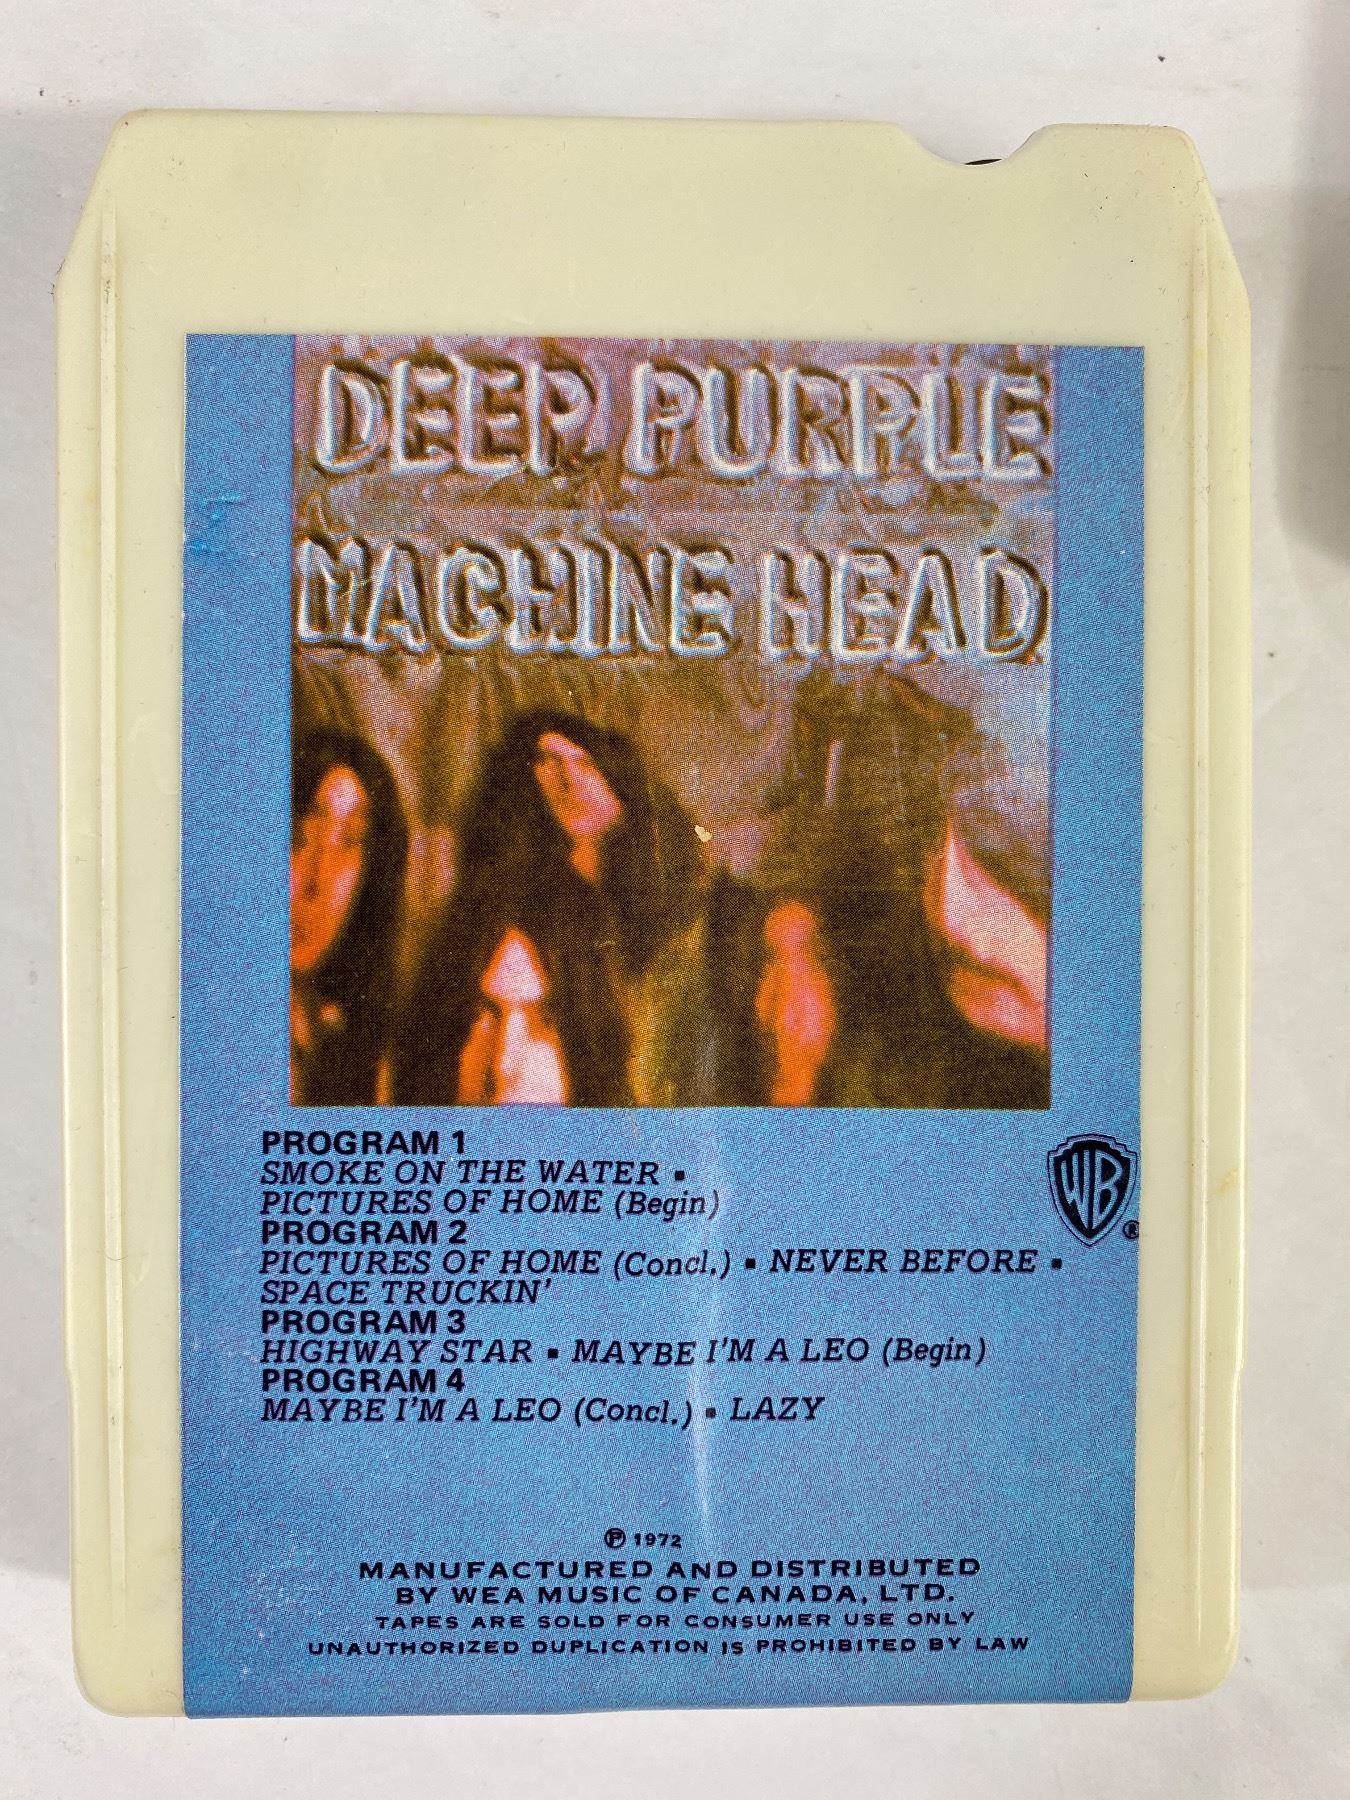 DEEP PURPLE
MACHINE HEAD
PROGRAM 1
SMOKE ON THE WATER ▪
PICTURES OF HOME (Begin)
PROGRAM 2
PICTURES OF HOME (Concl.) ▪ NEVER BEFORE ▪
SPACE TRUCKIN'
PROGRAM 3
HIGHWAY STAR ▪ MAYBE I'M A LEO (Begin)
PROGRAM 4
MAYBE I'M A LEO (Concl.) ▪ LAZY
WB
®
℗ 1972
MANUFACTURED AND DISTRIBUTED
BY WEA MUSIC OF CANADA, LTD.
TAPES ARE SOLD FOR CONSUMER USE ONLY
UNAUTHORIZED DUPLICATION IS PROHIBITED BY LAW